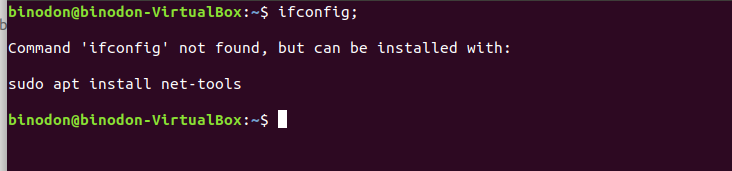 binodon@binodon-VirtualBox:~$ ifconfig;
Command 'ifconfig' not found, but can be installed with:
sudo apt install net-tools
binodon@binodon-VirtualBox:~$